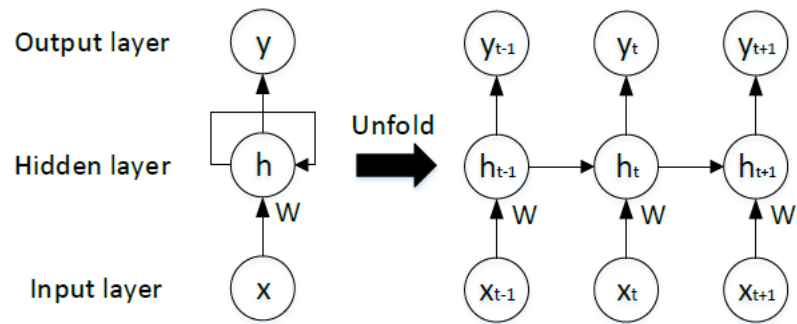 Output layer y yt-1 yt yt+1
Unfold
Hidden layer h ht-1 ht ht+1
W W W W
Input layer x xt-1 xt xt+1